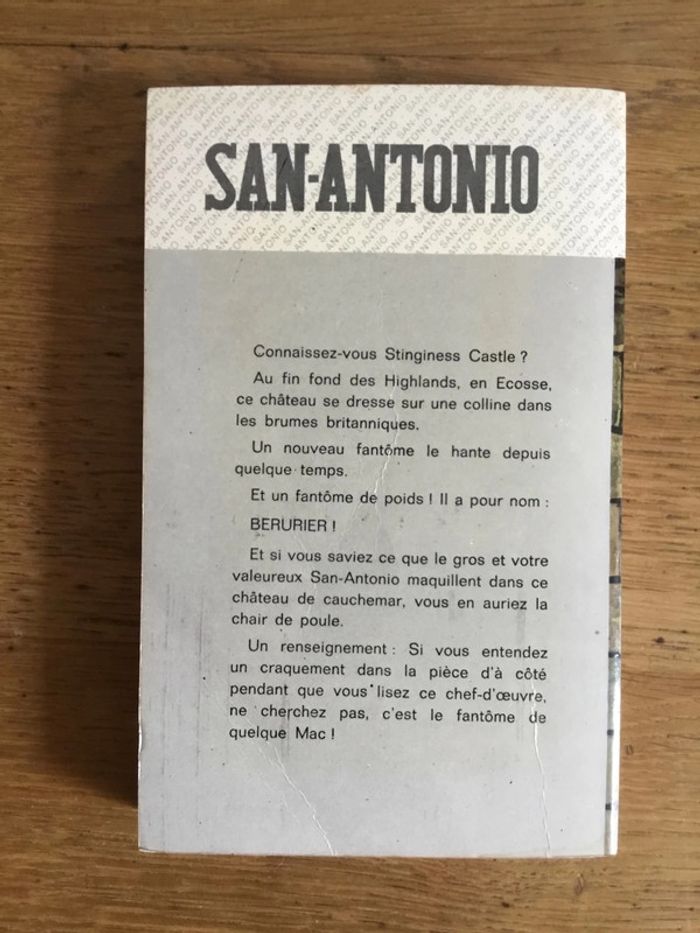 SAN-ANTONIO
Connaissez-vous Stinginess Castle ?
Au fin fond des Highlands, en Ecosse,
ce château se dresse sur une colline dans
les brumes britanniques.
Un nouveau fantôme le hante depuis
quelque temps.
Et un fantôme de poids ! Il a pour nom :
BERURIER !
Et si vous saviez ce que le gros et votre
valeureux San-Antonio maquillent dans ce
château de cauchemar, vous en auriez la
chair de poule.
Un renseignement : Si vous entendez
un craquement dans la pièce d'à côté
pendant que vous lisez ce chef-d'œuvre,
ne cherchez pas, c'est le fantôme de
quelque Mac !